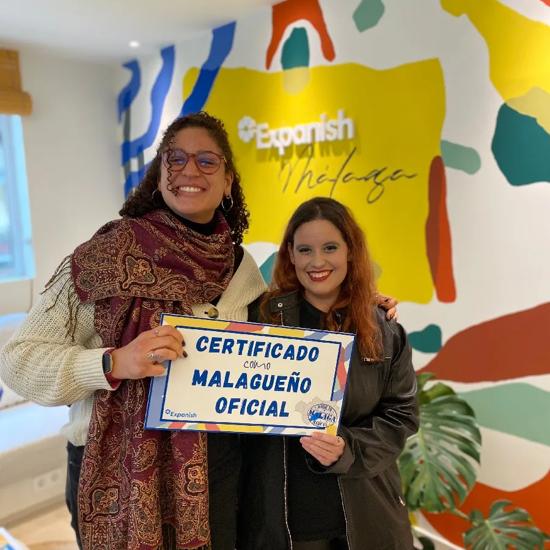 Expanish
Málaga
CERTIFICADO
como
MALAGUEÑO
OFICIAL
Expanish